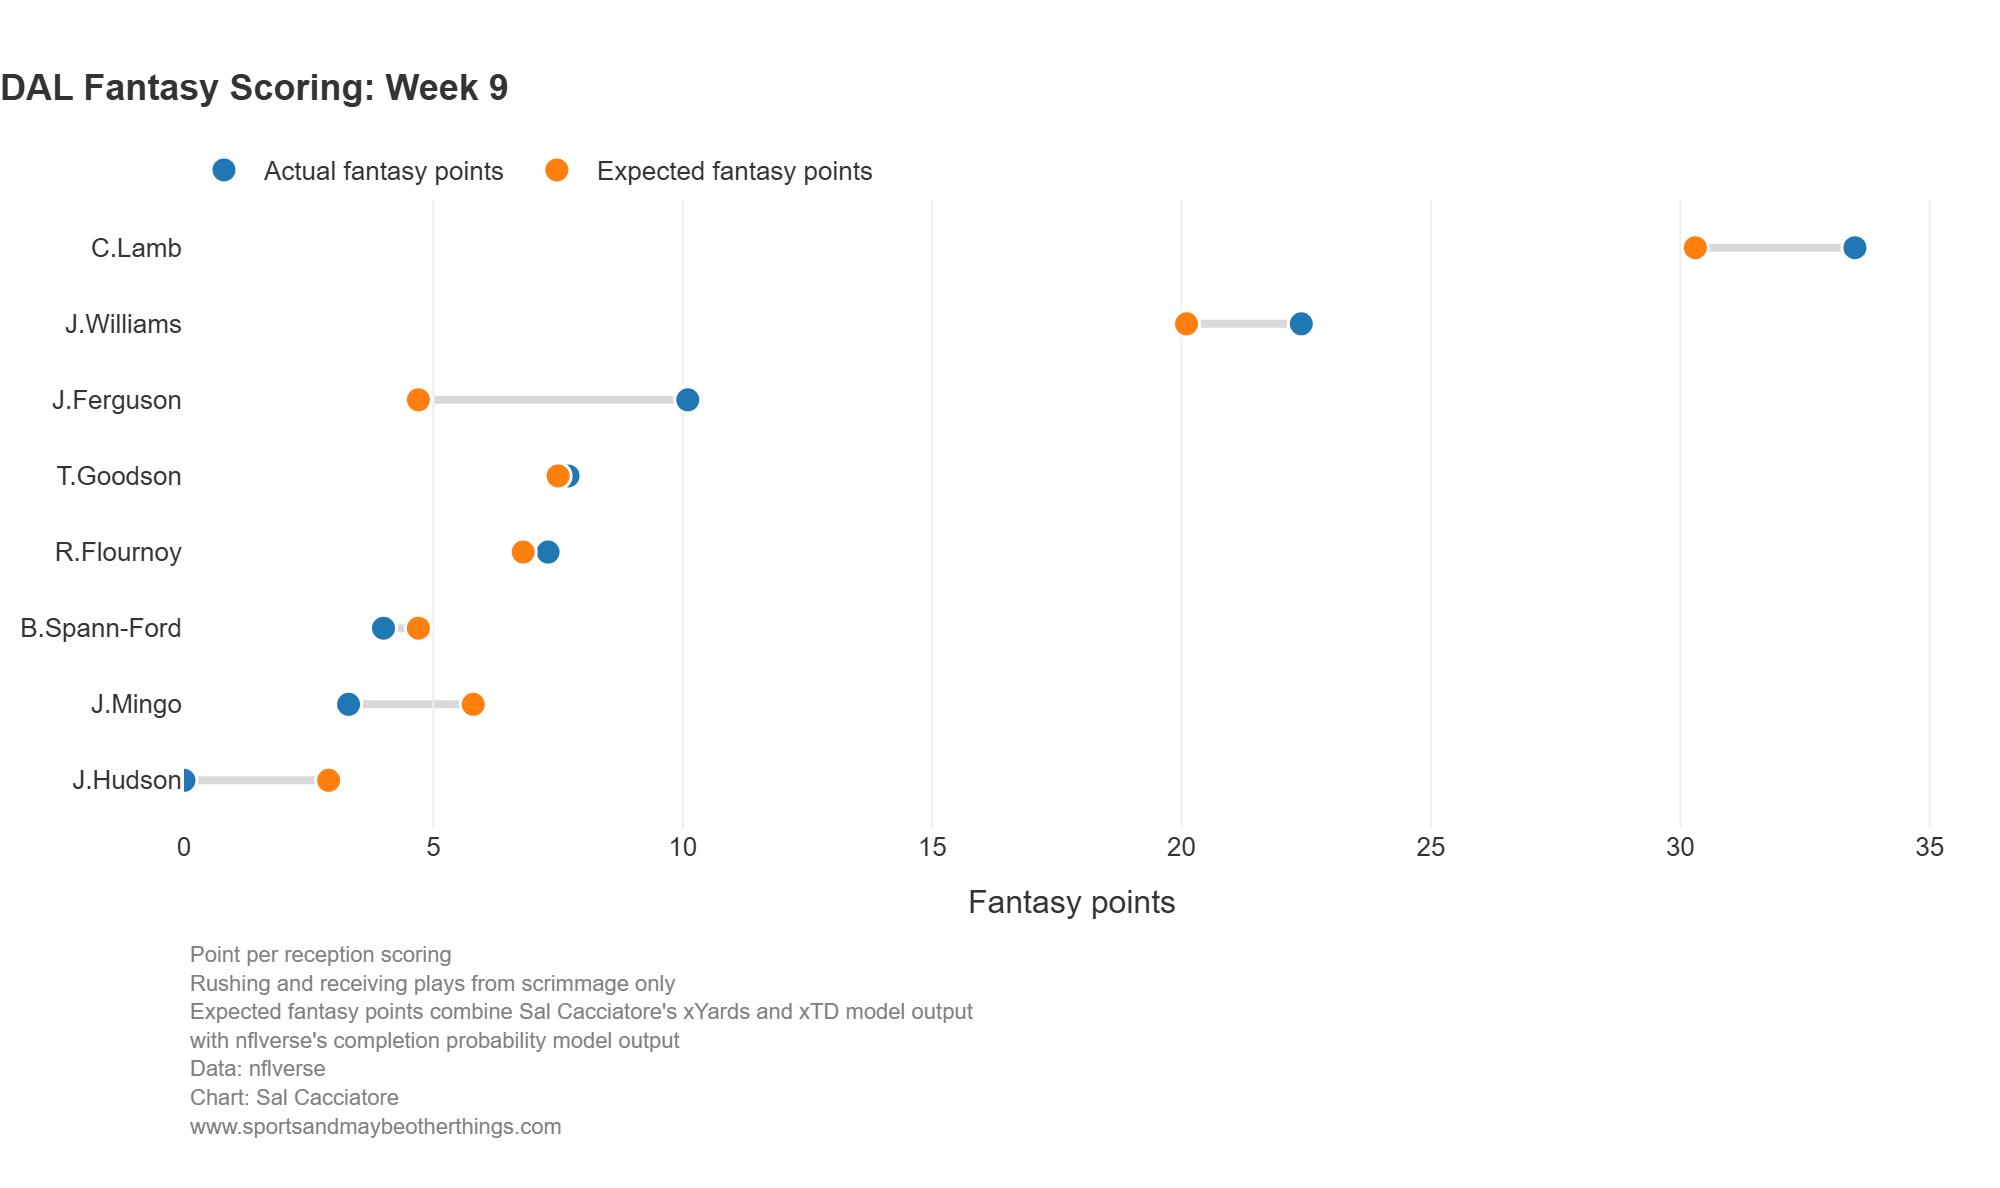 DAL Fantasy Scoring: Week 9
Actual fantasy points
Expected fantasy points
C.Lamb
J.Williams
J.Ferguson
T.Goodson
R.Flournoy
B.Spann-Ford
J.Mingo
J.Hudson
0 5 10 15 20 25 30 35
Fantasy points
Point per reception scoring
Rushing and receiving plays from scrimmage only
Expected fantasy points combine Sal Cacciatore's xYards and xTD model output
with nflverse's completion probability model output
Data: nflverse
Chart: Sal Cacciatore
www.sportsandmaybeotherthings.com